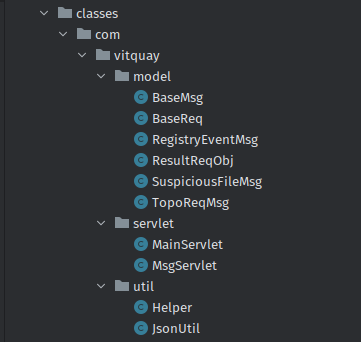 classes
com
vitquay
model
BaseMsg
BaseReq
RegistryEventMsg
ResultReqObj
SuspiciousFileMsg
TopoReqMsg
servlet
MainServlet
MsgServlet
util
Helper
JsonUtil